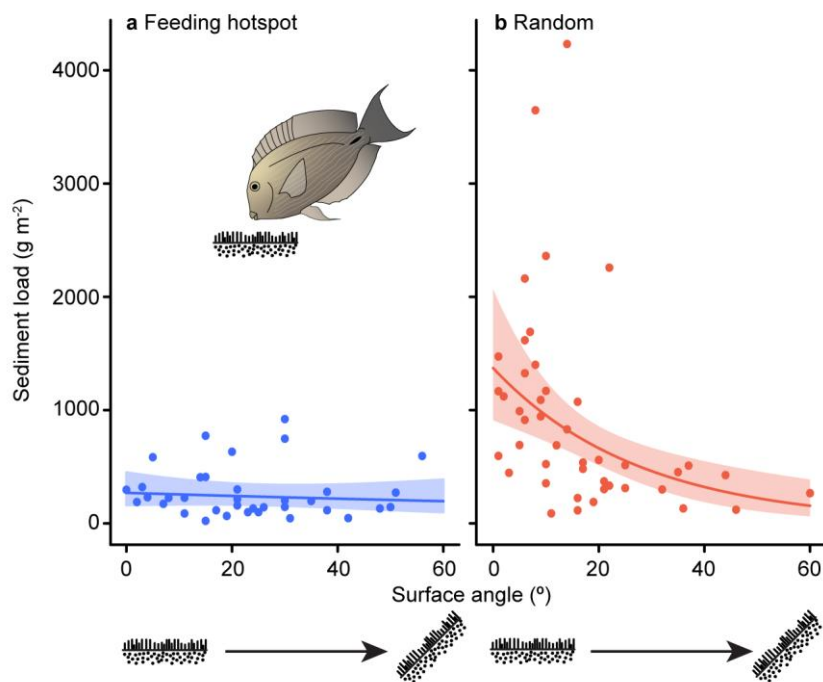 a Feeding hotspot
b Random
4000
3000
2000
1000
0
Sediment load (g m-2)
0 20 40 60
0 20 40 60
Surface angle (º)